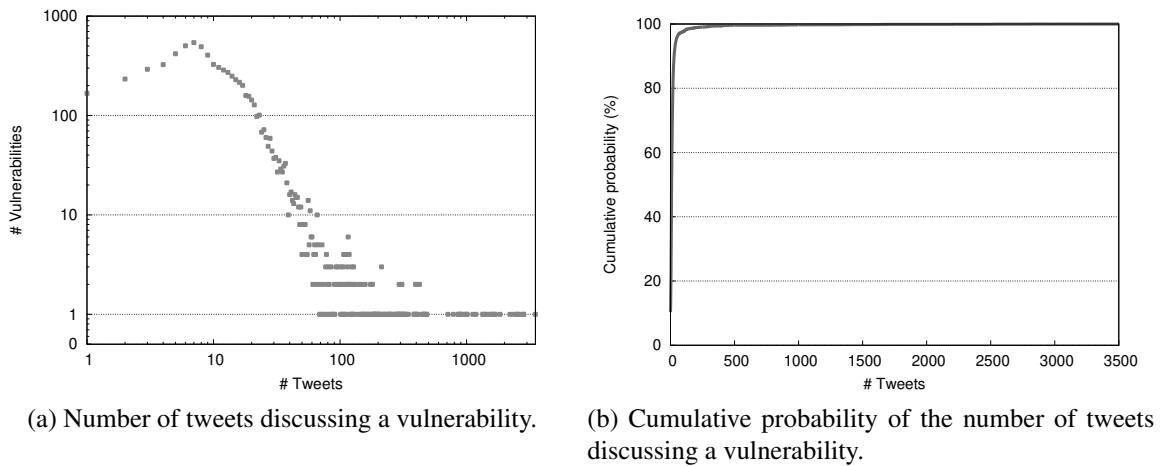 1000
100
10
1
0
# Vulnerabilities
1 10 100 1000
# Tweets
(a) Number of tweets discussing a vulnerability.
100
80
60
40
20
0
Cumulative probability (%)
0 500 1000 1500 2000 2500 3000 3500
# Tweets
(b) Cumulative probability of the number of tweets
discussing a vulnerability.